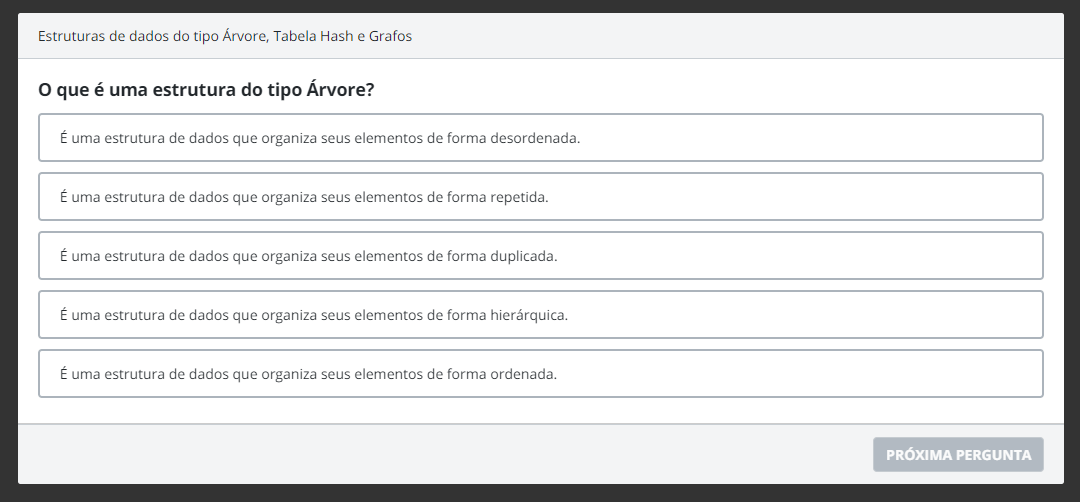 Estruturas de dados do tipo Árvore, Tabela Hash e Grafos
O que é uma estrutura do tipo Árvore?
É uma estrutura de dados que organiza seus elementos de forma desordenada.
É uma estrutura de dados que organiza seus elementos de forma repetida.
É uma estrutura de dados que organiza seus elementos de forma duplicada.
É uma estrutura de dados que organiza seus elementos de forma hierárquica.
É uma estrutura de dados que organiza seus elementos de forma ordenada.
PRÓXIMA PERGUNTA